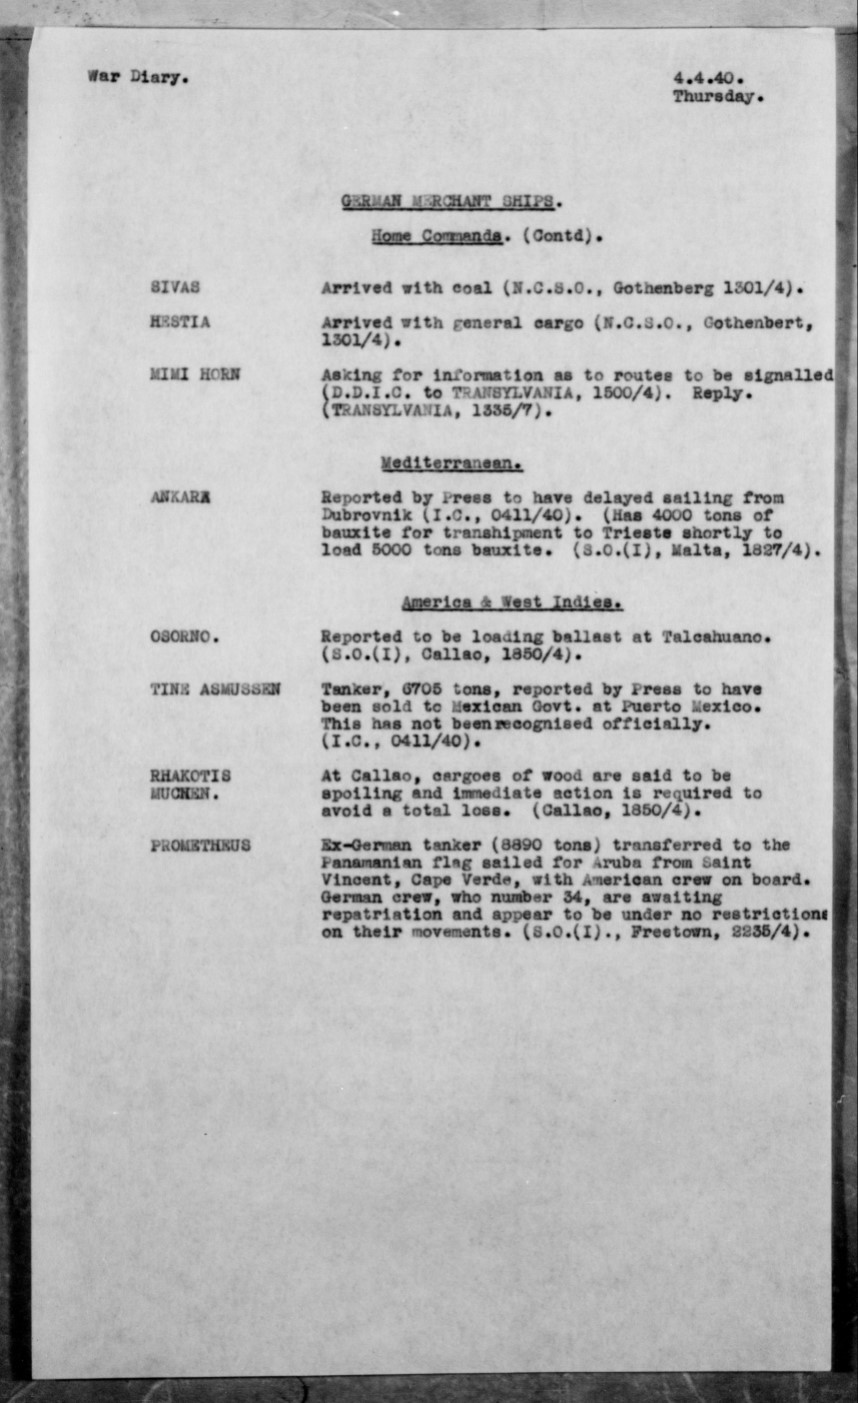 War Diary. 4.4.40.
Thursday.
GERMAN MERCHANT SHIPS.
Home Commands. (Contd).
SIVAS Arrived with coal (N.C.S.O., Gothenberg 1301/4).
HESTIA Arrived with general cargo (N.C.S.O., Gothenbert,
1301/4).
MIMI HORN Asking for information as to routes to be signalled
(D.D.I.C. to TRANSYLVANIA, 1500/4). Reply.
(TRANSYLVANIA, 1335/7).
Mediterranean.
ANKARA Reported by Press to have delayed sailing from
Dubrovnik (I.C., 0411/40). (Has 4000 tons of
bauxite for transhipment to Trieste shortly to
load 5000 tons bauxite. (S.O.(I), Malta, 1827/4).
America & West Indies.
OSORNO. Reported to be loading ballast at Talcahuano.
(S.O.(I), Callao, 1850/4).
TINE ASMUSSEN Tanker, 6705 tons, reported by Press to have
been sold to Mexican Govt. at Puerto Mexico.
This has not been recognised officially.
(I.C., 0411/40).
RHAKOTIS At Callao, cargoes of wood are said to be
MUCHEN. spoiling and immediate action is required to
avoid a total loss. (Callao, 1850/4).
PROMETHEUS Ex-German tanker (8890 tons) transferred to the
Panamanian flag sailed for Aruba from Saint
Vincent, Cape Verde, with American crew on board.
German crew, who number 34, are awaiting
repatriation and appear to be under no restrictions
on their movements. (S.O.(I)., Freetown, 2235/4).